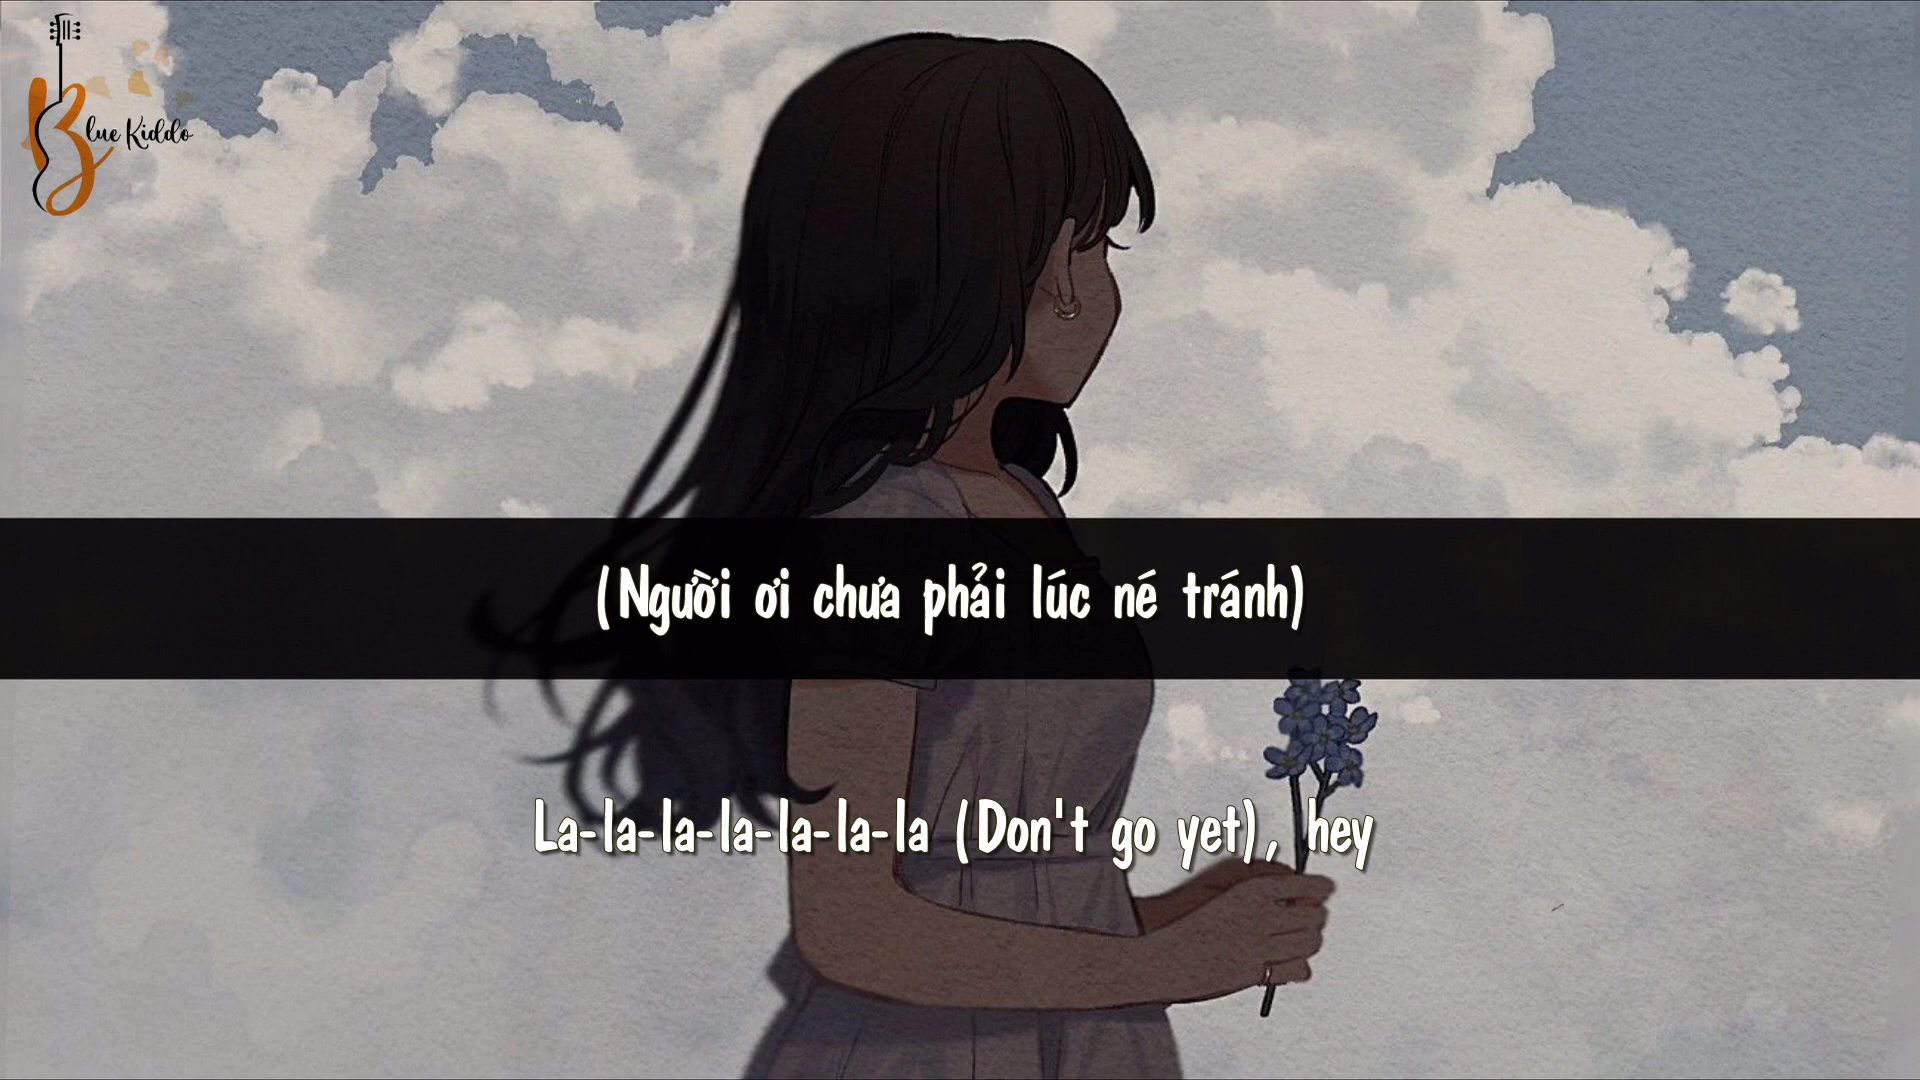 Blue Kiddo
(Người ơi chưa phải lúc né tránh)
La-la-la-la-la-la-la (Don't go yet), hey